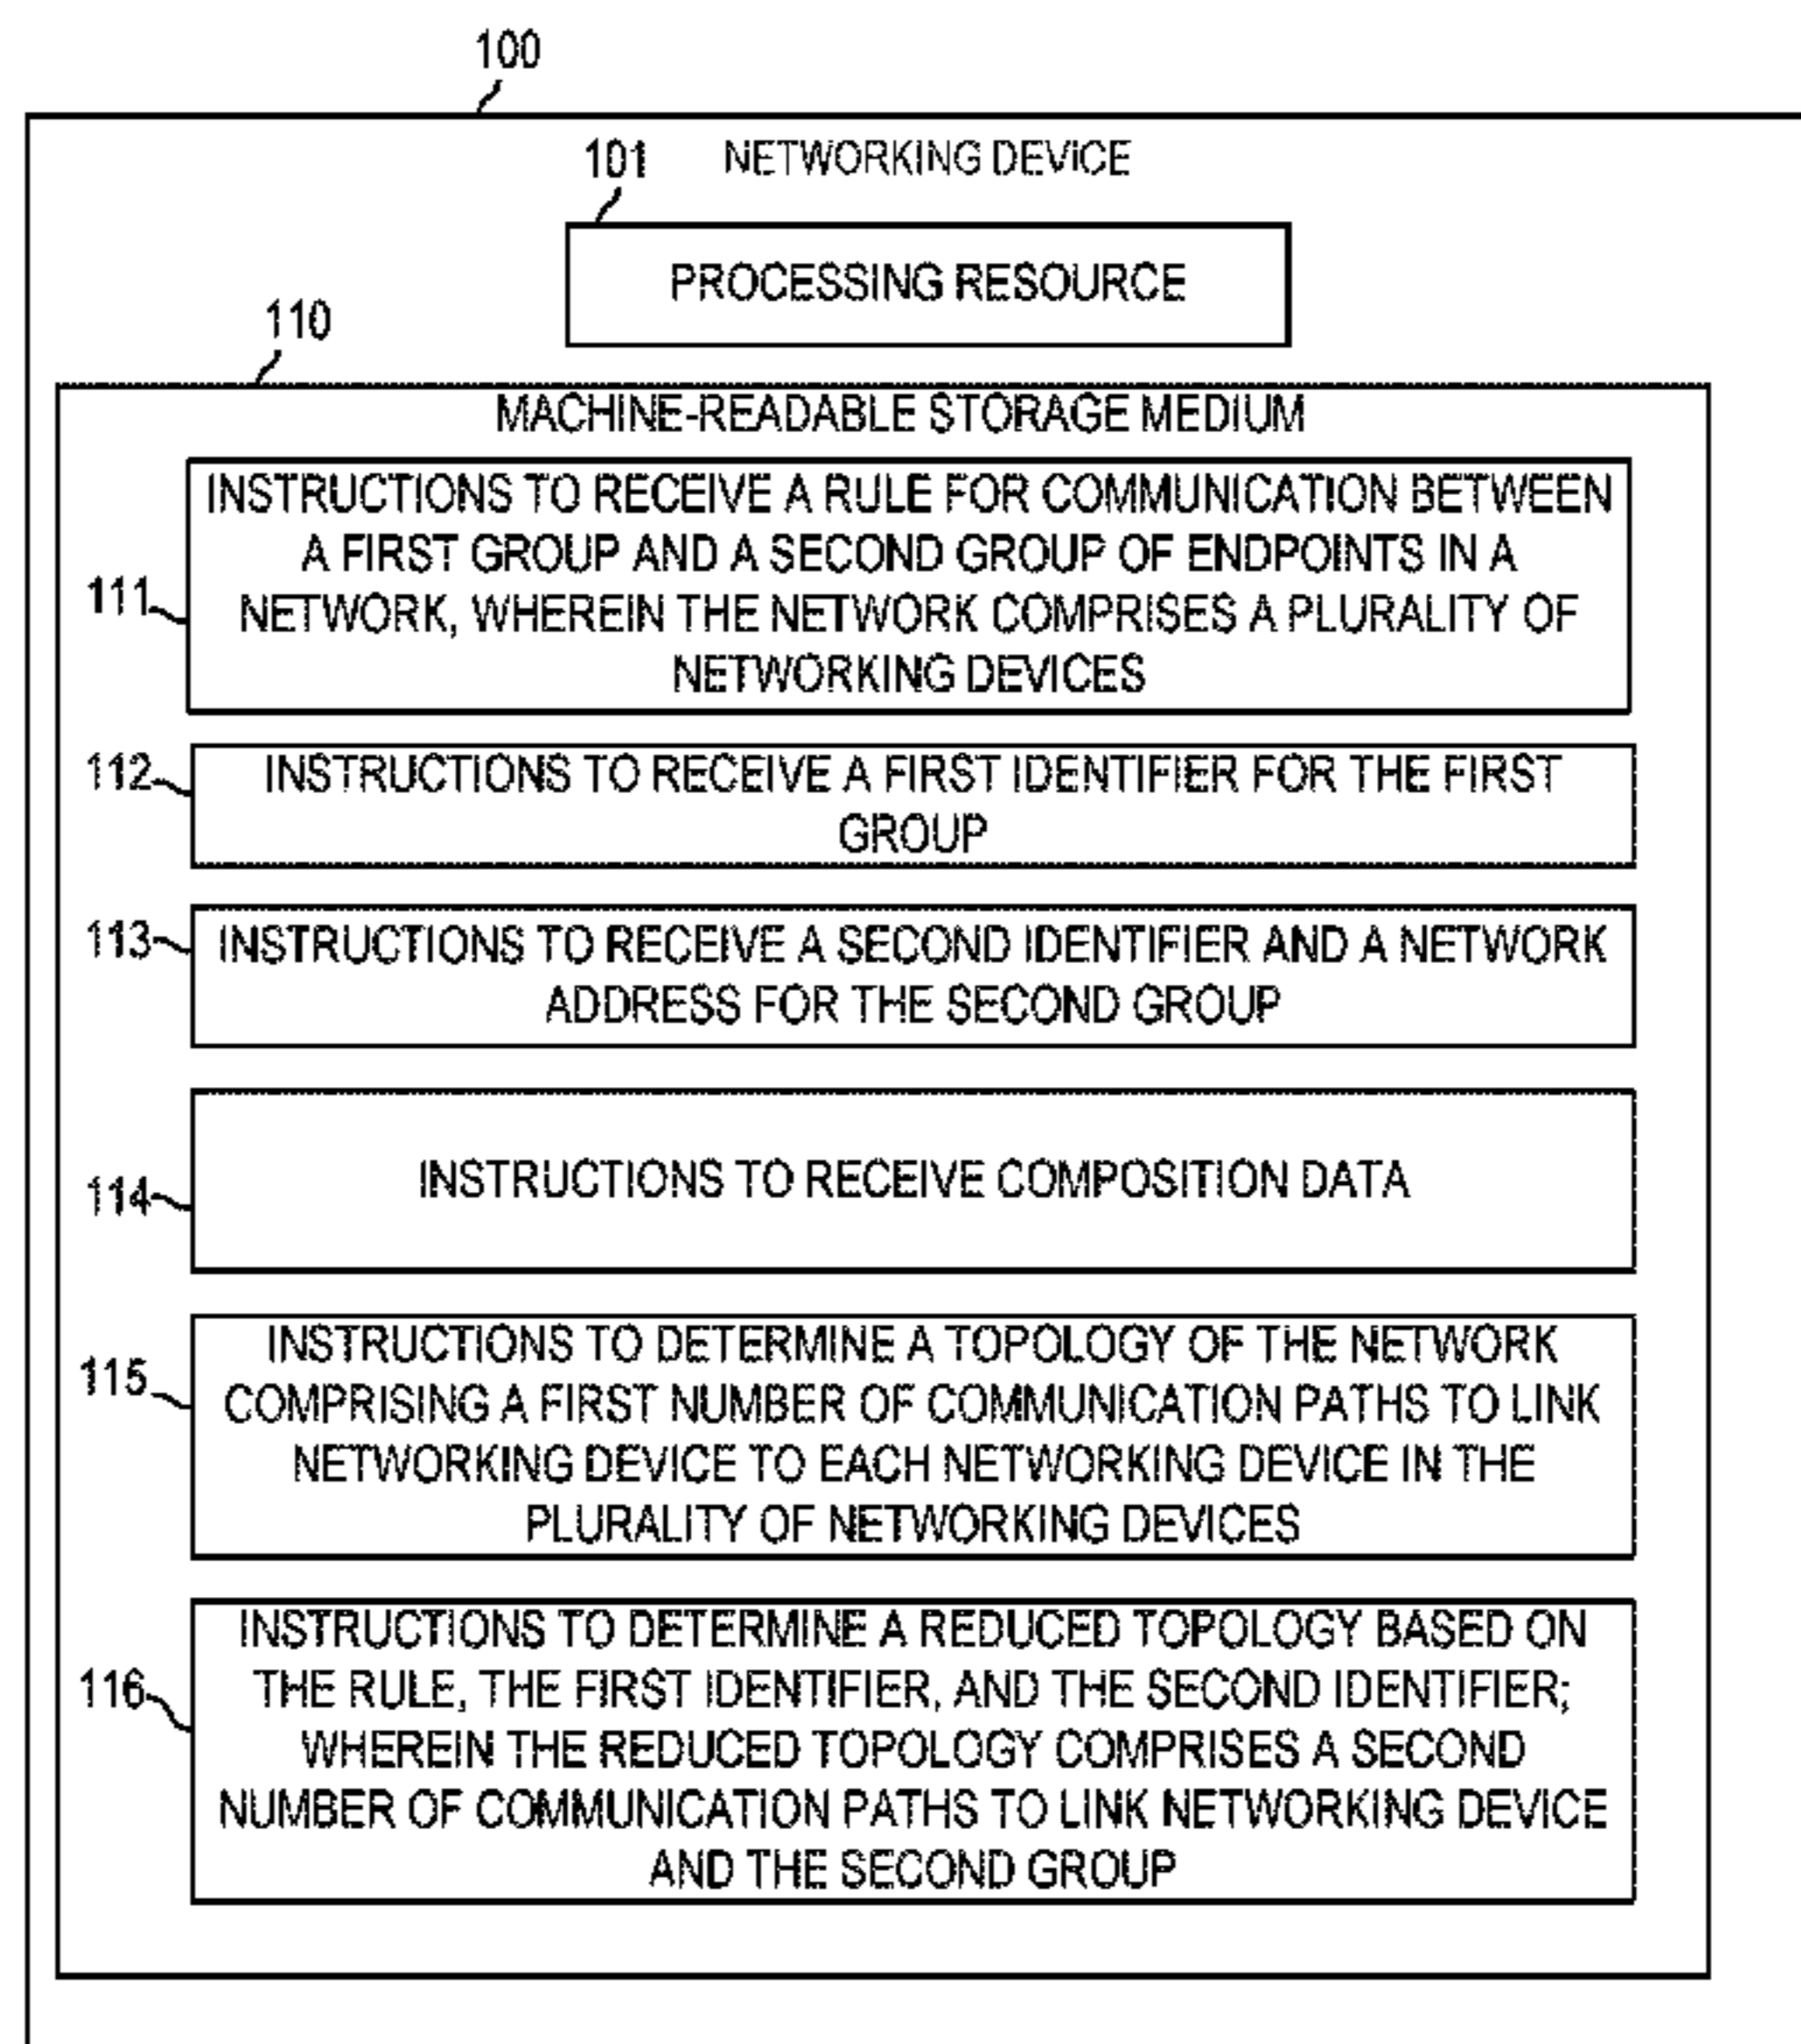 100
101 NETWORKING DEVICE
PROCESSING RESOURCE
110
MACHINE-READABLE STORAGE MEDIUM
INSTRUCTIONS TO RECEIVE A RULE FOR COMMUNICATION BETWEEN
A FIRST GROUP AND A SECOND GROUP OF ENDPOINTS IN A
111
NETWORK, WHEREIN THE NETWORK COMPRISES A PLURALITY OF
NETWORKING DEVICES
112
INSTRUCTIONS TO RECEIVE A FIRST IDENTIFIER FOR THE FIRST
GROUP
113
INSTRUCTIONS TO RECEIVE A SECOND IDENTIFIER AND A NETWORK
ADDRESS FOR THE SECOND GROUP
114
INSTRUCTIONS TO RECEIVE COMPOSITION DATA
INSTRUCTIONS TO DETERMINE A TOPOLOGY OF THE NETWORK
115
COMPRISING A FIRST NUMBER OF COMMUNICATION PATHS TO LINK
NETWORKING DEVICE TO EACH NETWORKING DEVICE IN THE
PLURALITY OF NETWORKING DEVICES
INSTRUCTIONS TO DETERMINE A REDUCED TOPOLOGY BASED ON
116
THE RULE, THE FIRST IDENTIFIER, AND THE SECOND IDENTIFIER;
WHEREIN THE REDUCED TOPOLOGY COMPRISES A SECOND
NUMBER OF COMMUNICATION PATHS TO LINK NETWORKING DEVICE
AND THE SECOND GROUP